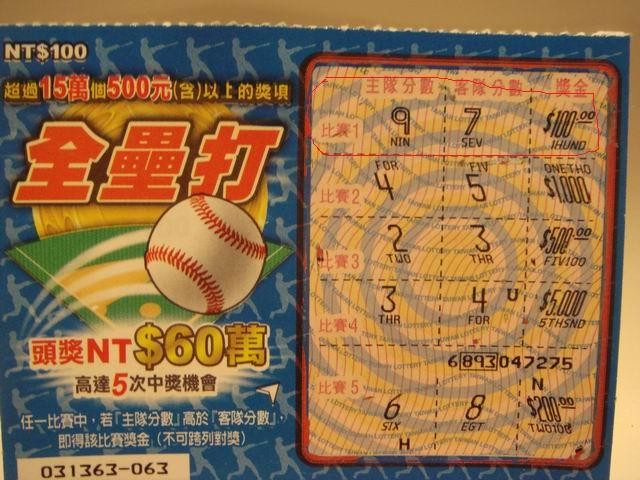 NT$100
超過15萬個500元(含)以上的獎項
全壘打
頭獎NT$60萬
高達5次中獎機會
任一比賽中，若『主隊分數』高於『客隊分數』，
即得該比賽獎金（不可跨列對獎）
031363-063
主隊分數 客隊分數 獎金
比賽1 9 7 $100.00
NIN SEV 1HUND
FOR FIV ONETHO
比賽2 4 5 $1,000
比賽3 2 3 $500.00
TWO THR FIV100
比賽4 3 4 U $5,000
THR FOR 5THSND
6 893 047275
N
比賽5 6 8 $200.00
SIX EGT TWO100
H